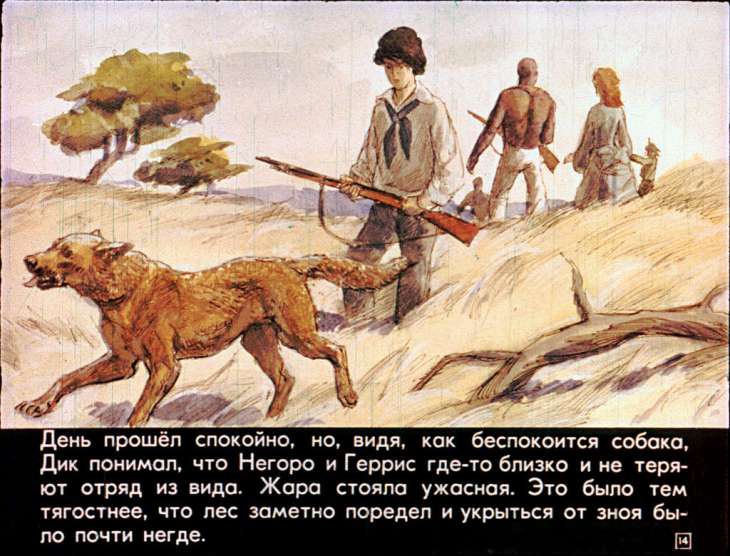 День прошёл спокойно, но, видя, как беспокоится собака,
Дик понимал, что Негоро и Геррис где-то близко и не теря-
ют отряд из вида. Жара стояла ужасная. Это было тем
тягостнее, что лес заметно поредел и укрыться от зноя бы-
ло почти негде.
14